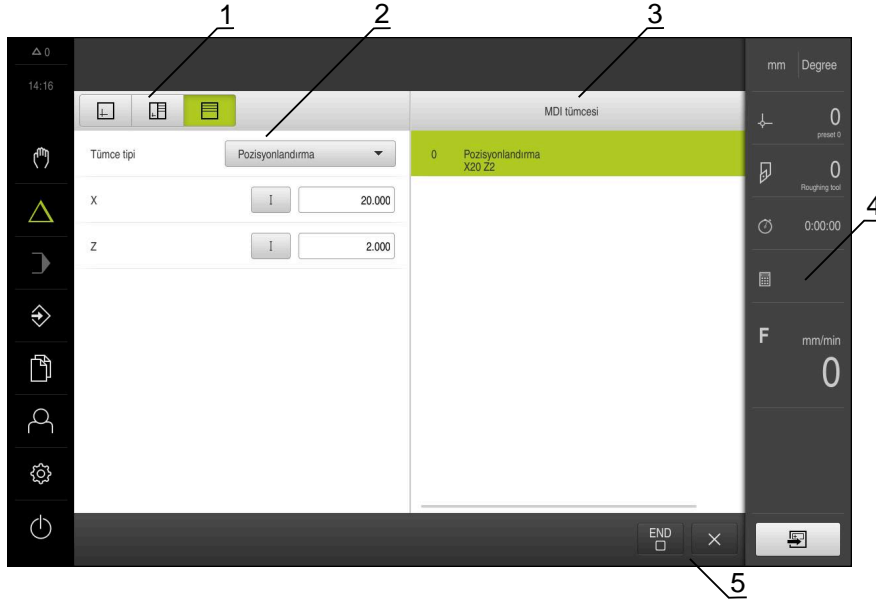 1
2
3
△ 0
14:16
mm Degree
MDI tümcesi
0
preset 0
Tümce tipi
Pozisyonlandırma
0 Pozisyonlandırma
X20 Z2
0
Roughing tool
X
I
20.000
4
0:00:00
Z
I
2.000
F mm/min
0
END
5